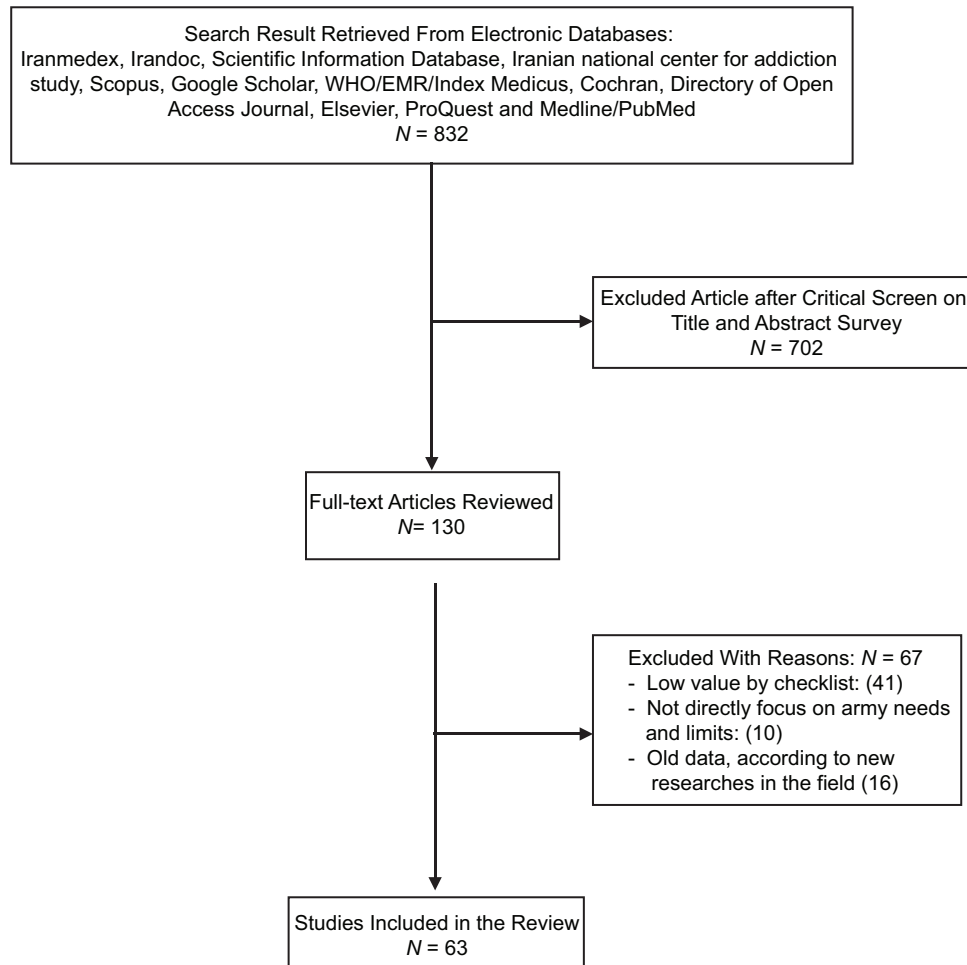 Search Result Retrieved From Electronic Databases:
Iranmedex, Irandoc, Scientific Information Database, Iranian national center for addiction
study, Scopus, Google Scholar, WHO/EMR/Index Medicus, Cochran, Directory of Open
Access Journal, Elsevier, ProQuest and Medline/PubMed
N = 832
Excluded Article after Critical Screen on
Title and Abstract Survey
N = 702
Full-text Articles Reviewed
N= 130
Excluded With Reasons: N = 67
- Low value by checklist: (41)
- Not directly focus on army needs
and limits: (10)
- Old data, according to new
researches in the field (16)
Studies Included in the Review
N = 63